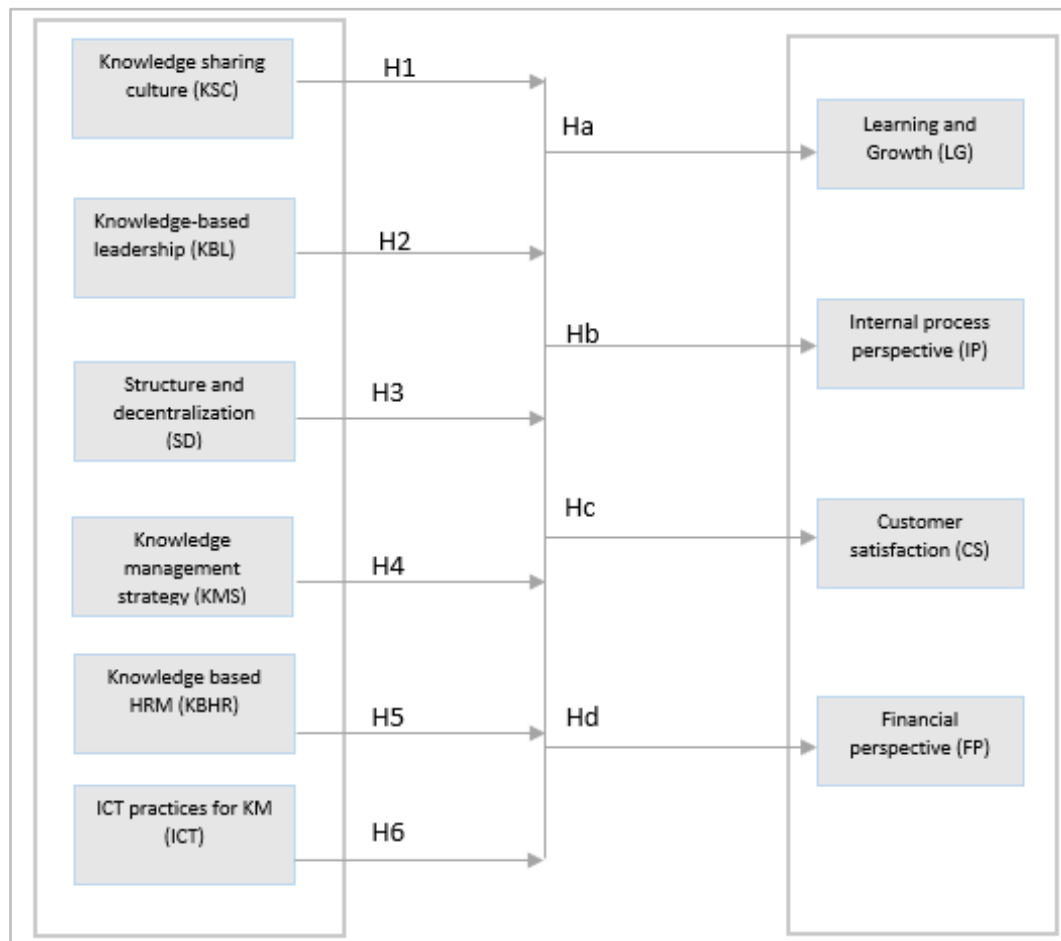 Knowledge sharing
culture (KSC)
H1
Ha
Learning and
Growth (LG)
Knowledge-based
leadership (KBL)
H2
Hb
Internal process
perspective (IP)
Structure and
decentralization
(SD)
H3
Hc
Customer
satisfaction (CS)
Knowledge
management
strategy (KMS)
H4
Knowledge based
HRM (KBHR)
H5
Hd
Financial
perspective (FP)
ICT practices for KM
(ICT)
H6